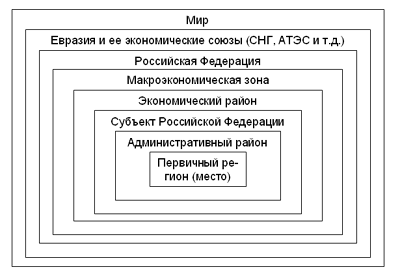 Мир
Евразия и ее экономические союзы (СНГ, АТЭС и т.д.)
Российская Федерация
Макроэкономическая зона
Экономический район
Субъект Российской Федерации
Административный район
Первичный ре-
гион (место)